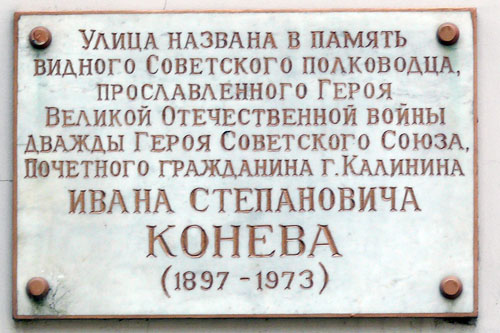 Улица названа в память
видного Советского полководца,
прославленного Героя
Великой Отечественной войны
дважды Героя Советского Союза,
почетного гражданина г.Калинина
Ивана Степановича
Конева
(1897-1973)